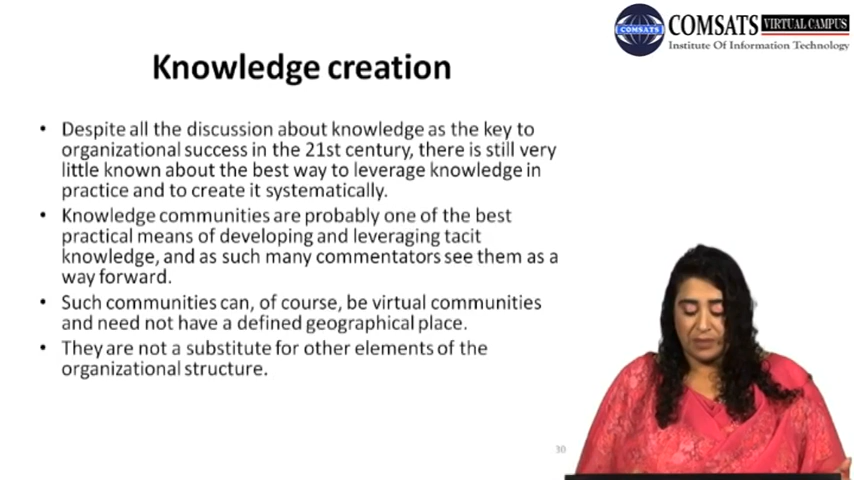 COMSATS
COMSATS VIRTUAL CAMPUS
Institute Of Information Technology
Knowledge creation
• Despite all the discussion about knowledge as the key to
organizational success in the 21st century, there is still very
little known about the best way to leverage knowledge in
practice and to create it systematically.
• Knowledge communities are probably one of the best
practical means of developing and leveraging tacit
knowledge, and as such many commentators see them as a
way forward.
• Such communities can, of course, be virtual communities
and need not have a defined geographical place.
• They are not a substitute for other elements of the
organizational structure.
30